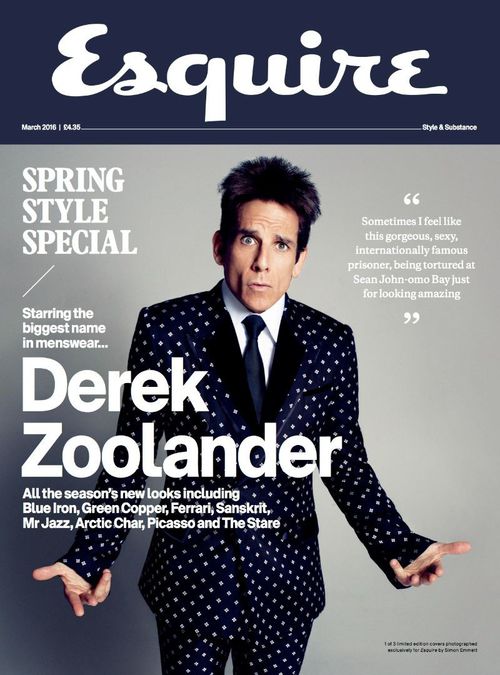 Esquire
March 2016 | £4.35
Style & Substance
SPRING
STYLE
SPECIAL
Starring the
biggest name
in menswear...
Derek
Zoolander
All the season's new looks including
Blue Iron, Green Copper, Ferrari, Sanskrit,
Mr Jazz, Arctic Char, Picasso and The Stare
“
Sometimes I feel like
this gorgeous, sexy,
internationally famous
prisoner, being tortured at
Sean John-omo Bay just
for looking amazing
”
1 of 3 limited edition covers photographed
exclusively for Esquire by Simon Emmett